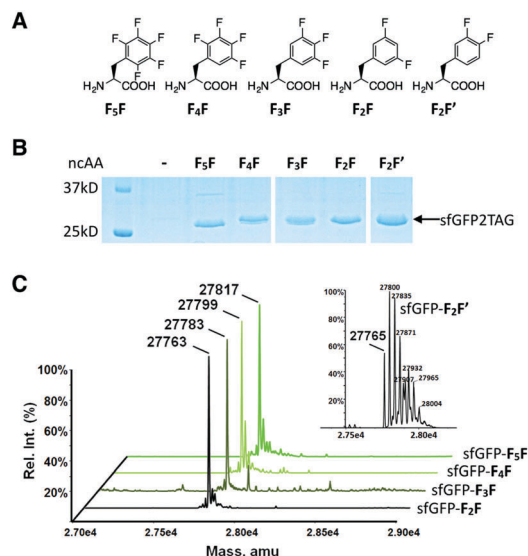 A
F F F F F H₂N COOH
F F F F H₂N COOH
F F F H₂N COOH
F F H₂N COOH
F F H₂N COOH
F₅F F₄F F₃F F₂F F₂F'
B
ncAA - F₅F F₄F F₃F F₂F F₂F'
37kD
25kD
sfGFP2TAG
C
27817
27799
27783
27763
100%
80%
60%
40%
20%
Rel. Int. (%)
2.70e4 2.75e4 2.80e4 2.85e4 2.90e4
Mass, amu
sfGFP-F₅F
sfGFP-F₄F
sfGFP-F₃F
sfGFP-F₂F
100%
80%
60%
40%
20%
27800
27835
sfGFP-F₂F'
27765
27871
27932
27907
27965
28004
2.75e4 2.80e4